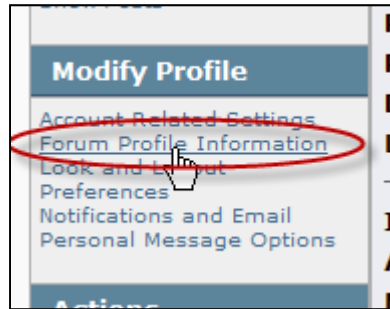 Modify Profile
Account Related Settings
Forum Profile Information
Look and Layout
Preferences
Notifications and Email
Personal Message Options
Actions